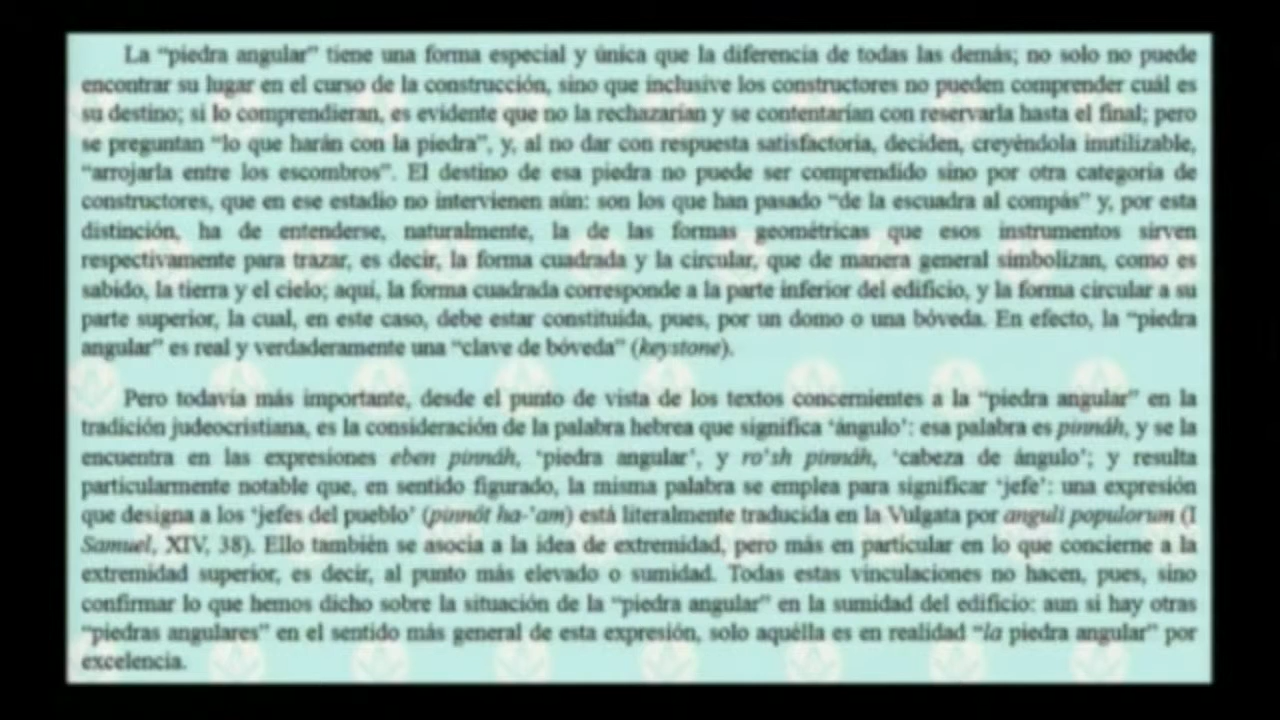 La “piedra angular” tiene una forma especial y única que la diferencia de todas las demás; no solo no puede
encontrar su lugar en el curso de la construcción, sino que inclusive los constructores no pueden comprender cuál es
su destino; si lo comprendieran, es evidente que no la rechazarían y se contentarían con reservarla hasta el final; pero
se preguntan “lo que harán con la piedra”, y, al no dar con respuesta satisfactoria, deciden, creyéndola inutilizable,
“arrojarla entre los escombros”. El destino de esa piedra no puede ser comprendido sino por otra categoría de
constructores, que en ese estadio no intervienen aún: son los que han pasado “de la escuadra al compás” y, por esta
distinción, ha de entenderse, naturalmente, la de las formas geométricas que esos instrumentos sirven
respectivamente para trazar, es decir, la forma cuadrada y la circular, que de manera general simbolizan, como es
sabido, la tierra y el cielo; aquí, la forma cuadrada corresponde a la parte inferior del edificio, y la forma circular a su
parte superior, la cual, en este caso, debe estar constituida, pues, por un domo o una bóveda. En efecto, la “piedra
angular” es real y verdaderamente una “clave de bóveda” (keystone).
Pero todavía más importante, desde el punto de vista de los textos concernientes a la “piedra angular” en la
tradición judeocristiana, es la consideración de la palabra hebrea que significa ‘ángulo’: esa palabra es pinnáh, y se la
encuentra en las expresiones eben pinnáh, ‘piedra angular’, y ro’sh pinnáh, ‘cabeza de ángulo’; y resulta
particularmente notable que, en sentido figurado, la misma palabra se emplea para significar ‘jefe’: una expresión
que designa a los ‘jefes del pueblo’ (pinnót ha-’am) está literalmente traducida en la Vulgata por anguli populorum (I
Samuel, XIV, 38). Ello también se asocia a la idea de extremidad, pero más en particular en lo que concierne a la
extremidad superior, es decir, al punto más elevado o sumidad. Todas estas vinculaciones no hacen, pues, sino
confirmar lo que hemos dicho sobre la situación de la “piedra angular” en la sumidad del edificio: aun si hay otras
“piedras angulares” en el sentido más general de esta expresión, solo aquélla es en realidad “la piedra angular” por
excelencia.